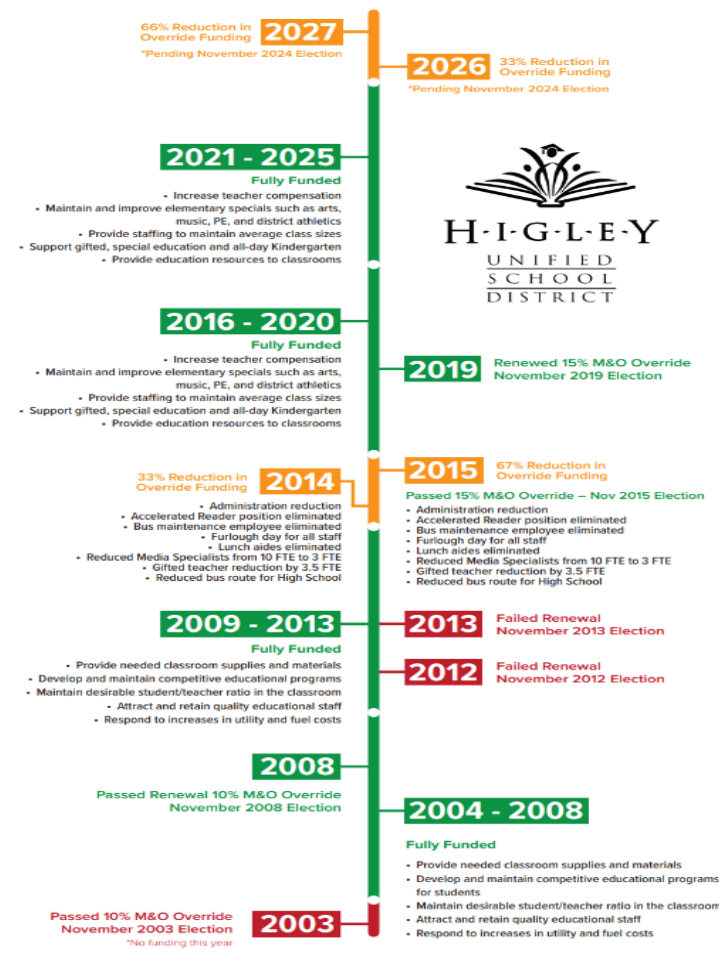 66% Reduction in
Override Funding
2027
*Pending November 2024 Election
2026
33% Reduction in
Override Funding
*Pending November 2024 Election
2021 - 2025
Fully Funded
• Increase teacher compensation
• Maintain and improve elementary specials such as arts,
music, PE, and district athletics
• Provide staffing to maintain average class sizes
• Support gifted, special education and all-day Kindergarten
• Provide education resources to classrooms
H·I·G·L·E·Y
UNIFIED
SCHOOL
DISTRICT
2016 - 2020
Fully Funded
• Increase teacher compensation
• Maintain and improve elementary specials such as arts,
music, PE, and district athletics
• Provide staffing to maintain average class sizes
• Support gifted, special education and all-day Kindergarten
• Provide education resources to classrooms
2019
Renewed 15% M&O Override
November 2019 Election
33% Reduction in
Override Funding
2014
• Administration reduction
• Accelerated Reader position eliminated
• Bus maintenance employee eliminated
• Furlough day for all staff
• Lunch aides eliminated
• Reduced Media Specialists from 10 FTE to 3 FTE
• Gifted teacher reduction by 3.5 FTE
• Reduced bus route for High School
2015
67% Reduction in
Override Funding
Passed 15% M&O Override – Nov 2015 Election
• Administration reduction
• Accelerated Reader position eliminated
• Bus maintenance employee eliminated
• Furlough day for all staff
• Lunch aides eliminated
• Reduced Media Specialists from 10 FTE to 3 FTE
• Gifted teacher reduction by 3.5 FTE
• Reduced bus route for High School
2009 - 2013
Fully Funded
• Provide needed classroom supplies and materials
• Develop and maintain competitive educational programs
• Maintain desirable student/teacher ratio in the classroom
• Attract and retain quality educational staff
• Respond to increases in utility and fuel costs
2013
Failed Renewal
November 2013 Election
2012
Failed Renewal
November 2012 Election
2008
Passed Renewal 10% M&O Override
November 2008 Election
2004 - 2008
Fully Funded
• Provide needed classroom supplies and materials
• Develop and maintain competitive educational programs
for students
• Maintain desirable student/teacher ratio in the classroom
• Attract and retain quality educational staff
• Respond to increases in utility and fuel costs
Passed 10% M&O Override
November 2003 Election
2003
*No funding this year